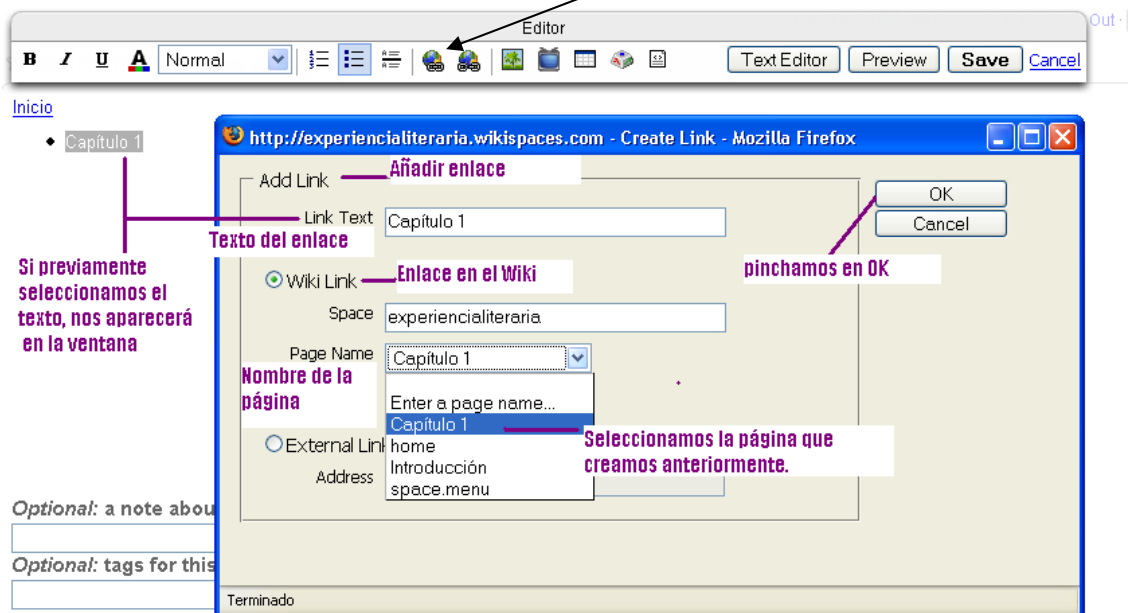 Editor
Out ·
B I U A Normal Text Editor Preview Save Cancel
Inicio
Capítulo 1
http://experiencialiteraria.wikispaces.com - Create Link - Mozilla Firefox
Add Link
Añadir enlace
OK
Cancel
Link Text Capítulo 1
Texto del enlace
Si previamente
seleccionamos el
texto, nos aparecerá
en la ventana
pinchamos en OK
Wiki Link
Enlace en el Wiki
Space experiencialiteraria
Page Name Capítulo 1
Nombre de la
página
Enter a page name...
Capítulo 1
home
Introducción
space.menu
Seleccionamos la página que
creamos anteriormente.
External Lin
Address
Optional: a note abou
Optional: tags for this
Terminado